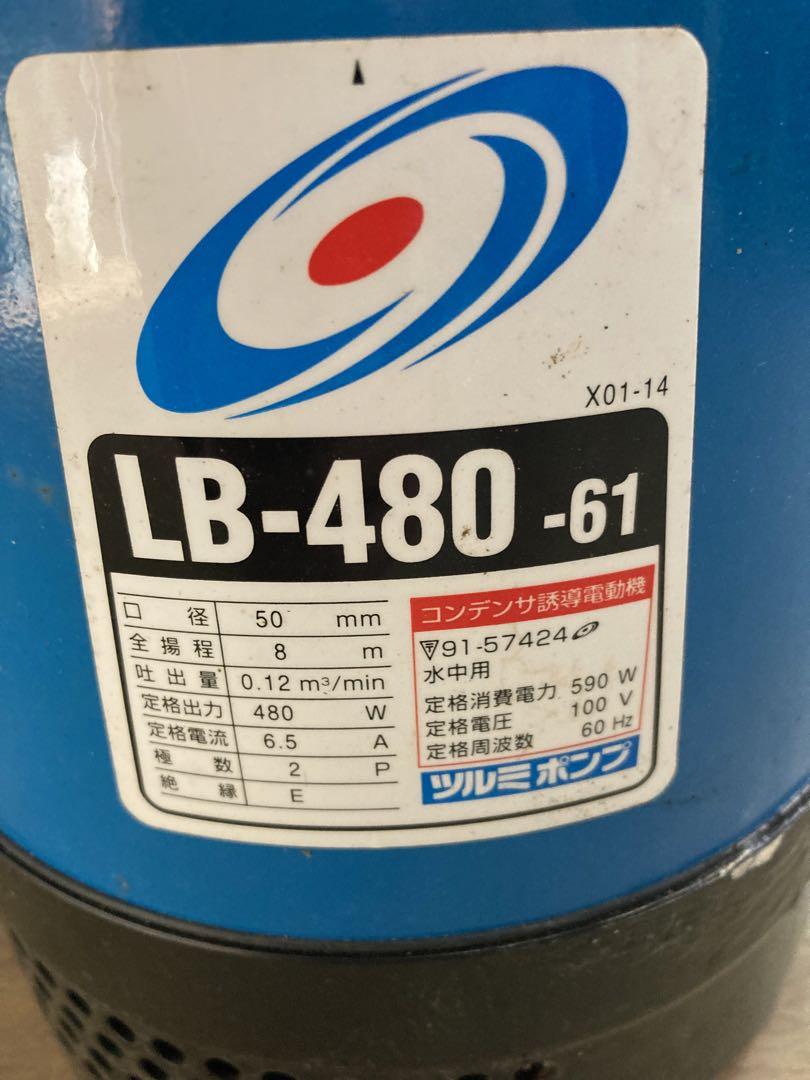 X01-14
LB-480 -61
口径 50 mm
全揚程 8 m
吐出量 0.12 m³/min
定格出力 480 W
定格電流 6.5 A
極数 2 P
絶縁 E
コンデンサ誘導電動機
91-57424
水中用
定格消費電力 590 W
定格電圧 100 V
定格周波数 60 Hz
ツルミポンプ